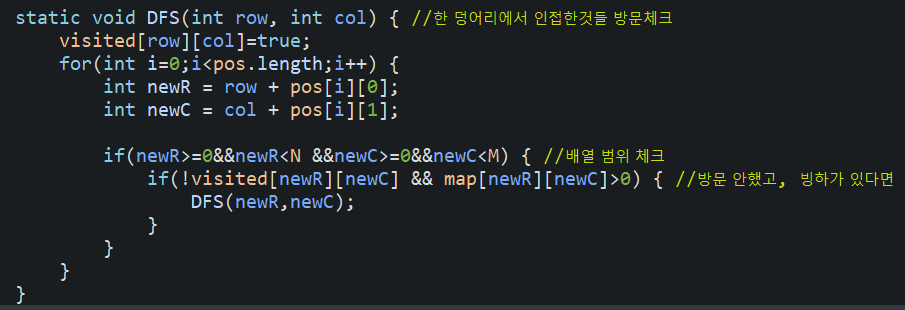 static void DFS(int row, int col) { //한 덩어리에서 인접한것들 방문체크
    visited[row][col]=true;
    for(int i=0;i<pos.length;i++) {
        int newR = row + pos[i][0];
        int newC = col + pos[i][1];

        if(newR>=0&&newR<N &&newC>=0&&newC<M) { //배열 범위 체크
            if(!visited[newR][newC] && map[newR][newC]>0) { //방문 안했고, 빙하가 있다면
                DFS(newR,newC);
            }
        }
    }
}